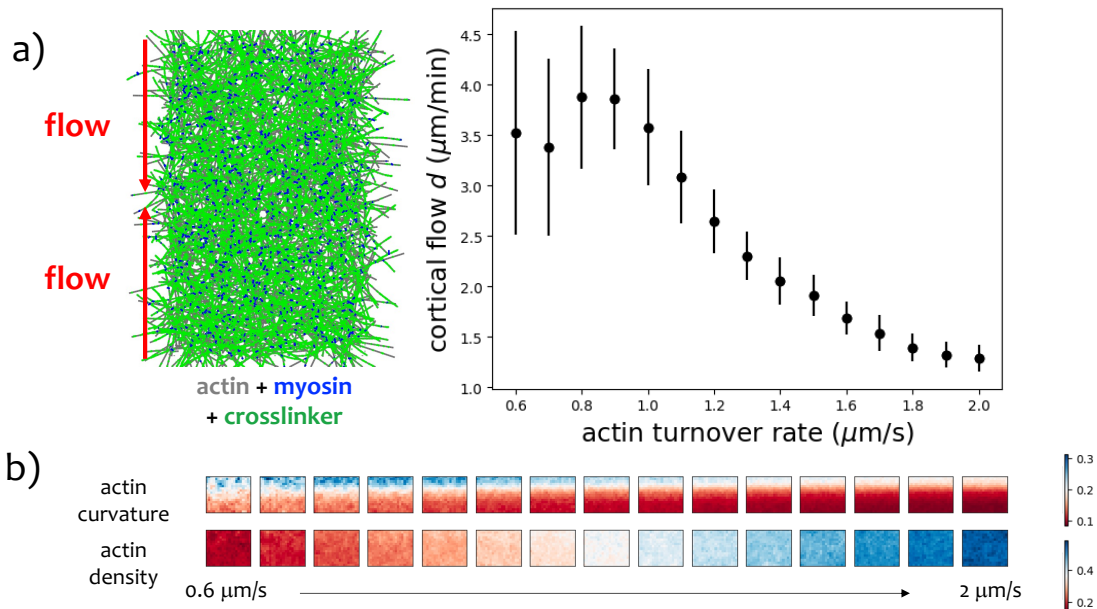 a)
flow
flow
actin + myosin
+ crosslinker
cortical flow d (μm/min)
4.5
4.0
3.5
3.0
2.5
2.0
1.5
1.0
0.6
0.8
1.0
1.2
1.4
1.6
1.8
2.0
actin turnover rate (μm/s)
b)
actin
curvature
actin
density
0.6 μm/s
2 μm/s
0.3
0.2
0.1
0.4
0.2